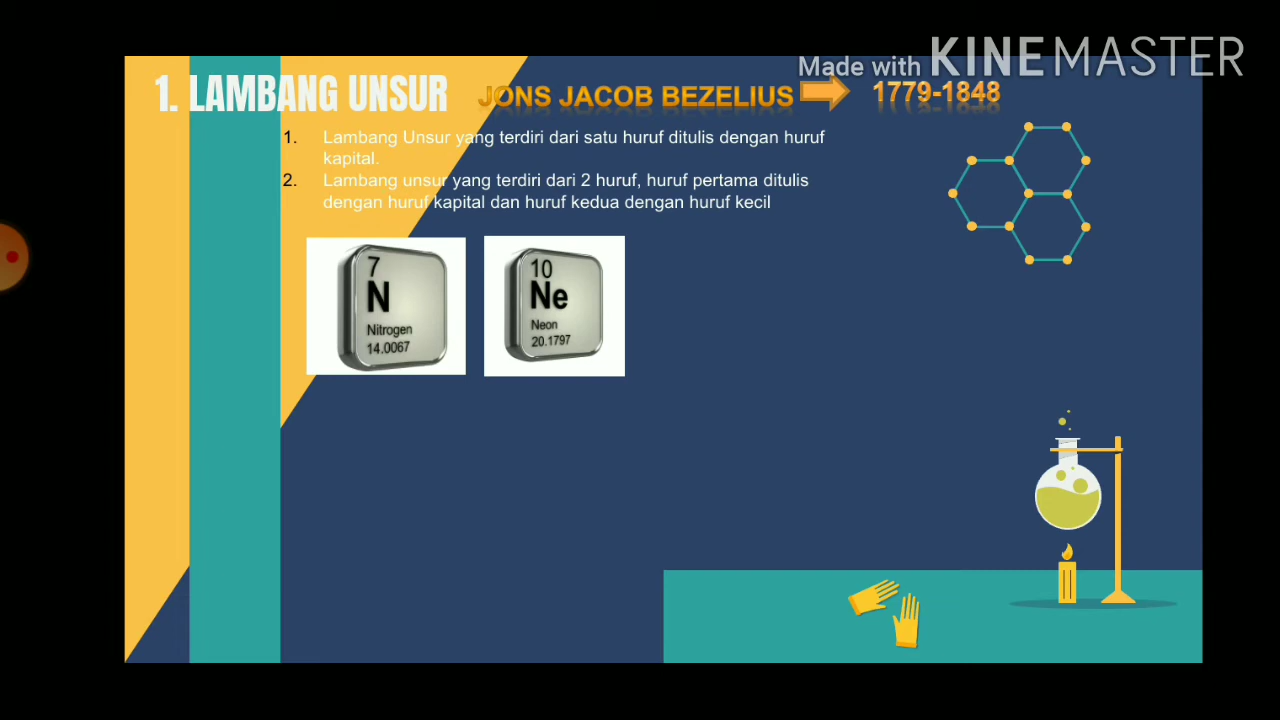 Made with KINEMASTER
1. LAMBANG UNSUR
JONS JACOB BEZELIUS 1779-1848
1. Lambang Unsur yang terdiri dari satu huruf ditulis dengan huruf
kapital.
2. Lambang unsur yang terdiri dari 2 huruf, huruf pertama ditulis
dengan huruf kapital dan huruf kedua dengan huruf kecil
7
N
Nitrogen
14.0067
10
Ne
Neon
20.1797